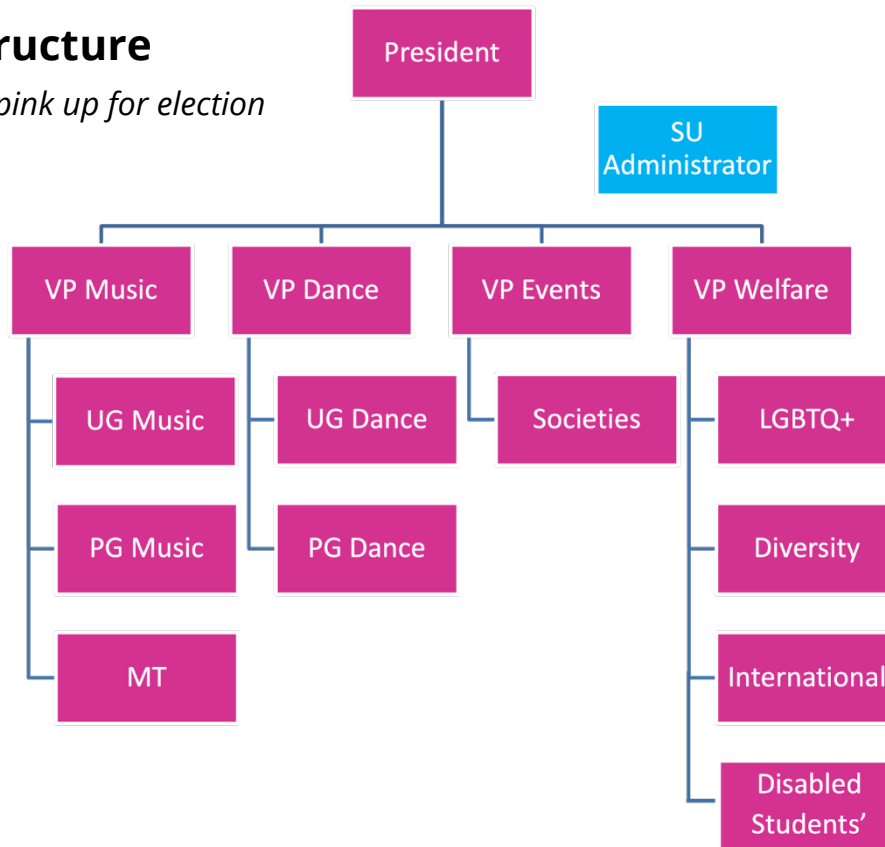 ructure
pink up for election
President
SU
Administrator
VP Music
VP Dance
VP Events
VP Welfare
UG Music
UG Dance
Societies
LGBTQ+
PG Music
PG Dance
Diversity
MT
International
Disabled
Students’